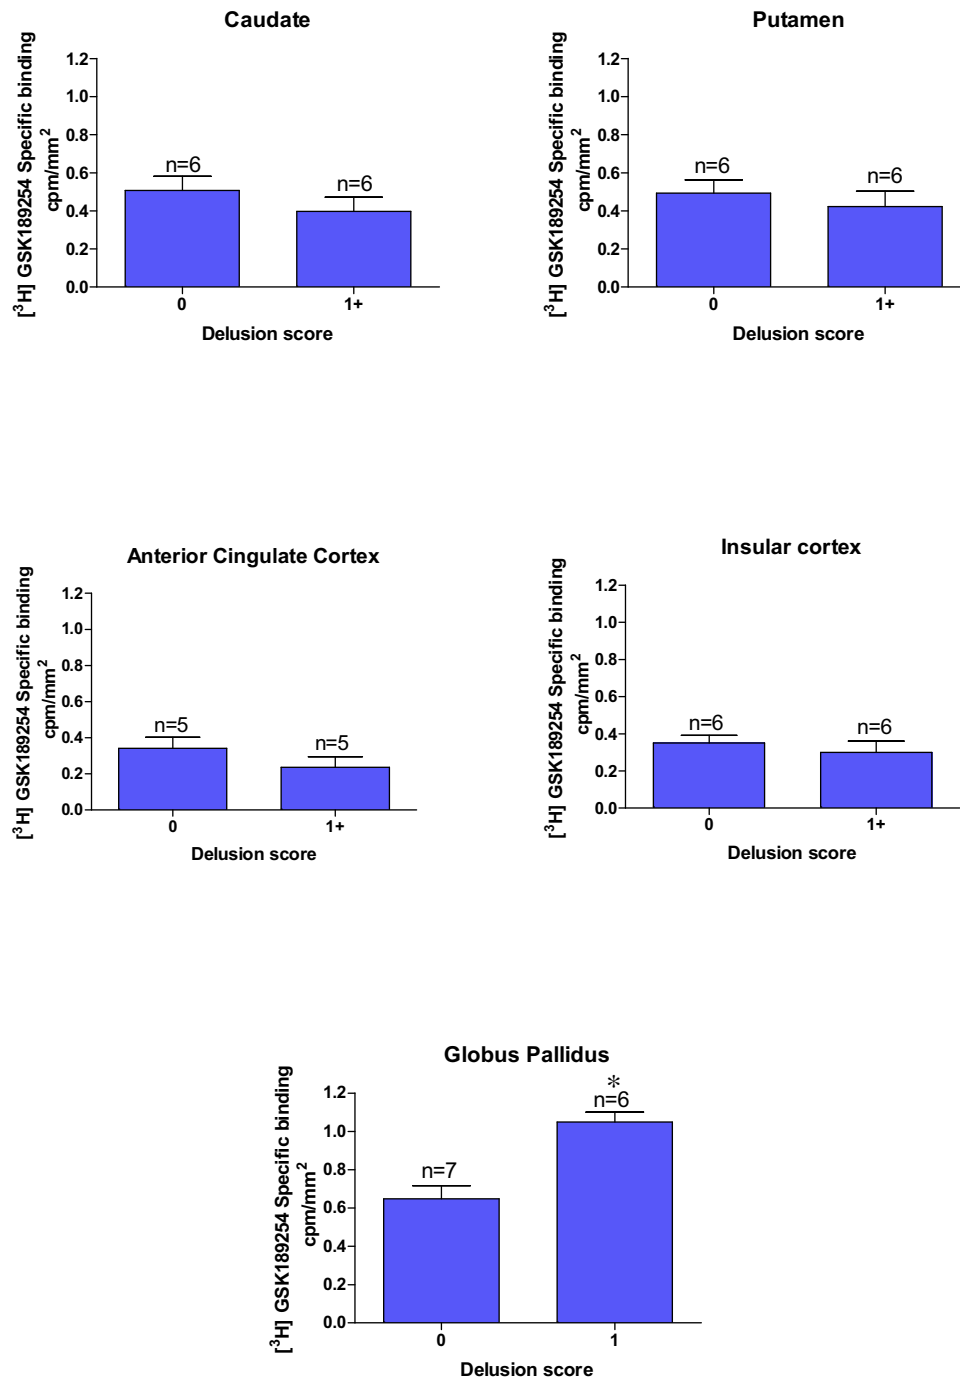 Caudate
[³H] GSK189254 Specific binding
cpm/mm²
1.2
1.0
0.8
0.6
0.4
0.2
0.0
n=6
n=6
0
1+
Delusion score
Putamen
[³H] GSK189254 Specific binding
cpm/mm²
1.2
1.0
0.8
0.6
0.4
0.2
0.0
n=6
n=6
0
1+
Delusion score
Anterior Cingulate Cortex
[³H] GSK189254 Specific binding
cpm/mm²
1.2
1.0
0.8
0.6
0.4
0.2
0.0
n=5
n=5
0
1+
Delusion score
Insular cortex
[³H] GSK189254 Specific binding
cpm/mm²
1.2
1.0
0.8
0.6
0.4
0.2
0.0
n=6
n=6
0
1+
Delusion score
Globus Pallidus
[³H] GSK189254 Specific binding
cpm/mm²
1.2
1.0
0.8
0.6
0.4
0.2
0.0
n=7
*
n=6
0
1
Delusion score